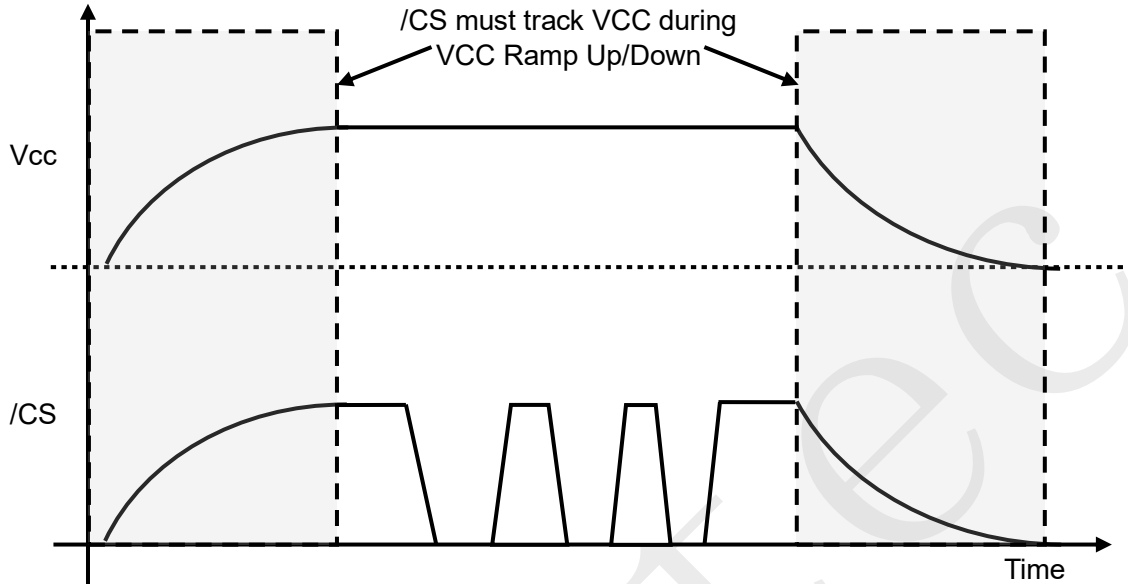 /CS must track VCC during
VCC Ramp Up/Down
Vcc
/CS
Time